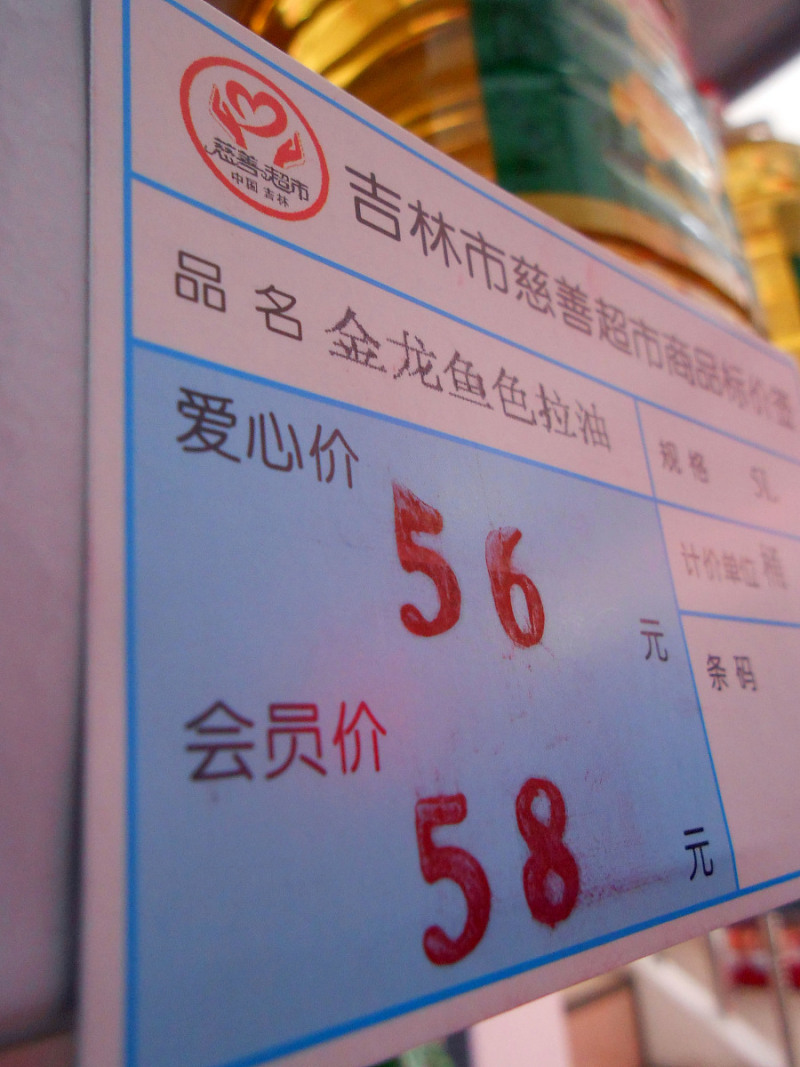 慈善超市
中国 吉林
吉林市慈善超市商品标价签
品名 金龙鱼色拉油
规格 5L
计价单位 桶
爱心价 56 元
条码
会员价 58 元